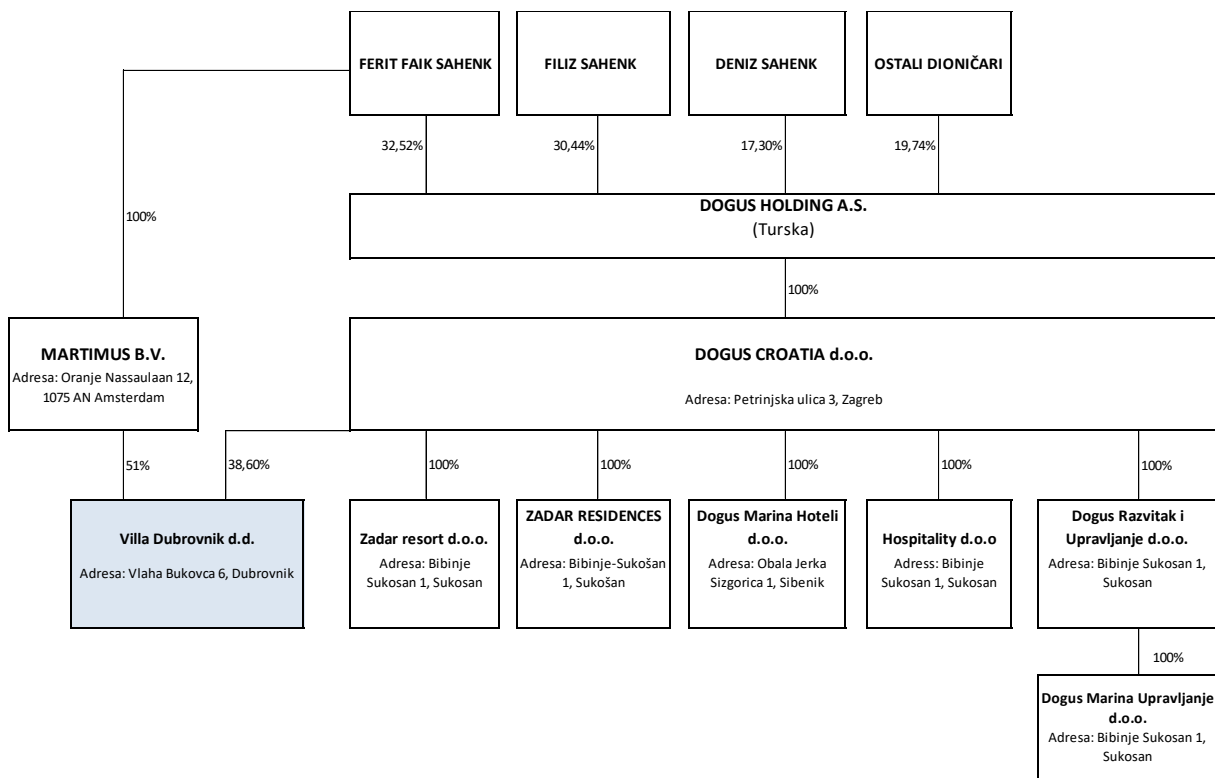 FERIT FAIK SAHENK
FILIZ SAHENK
DENIZ SAHENK
OSTALI DIONIČARI
32,52%
30,44%
17,30%
19,74%
100%
DOGUS HOLDING A.S.
(Turska)
100%
MARTIMUS B.V.
Adresa: Oranje Nassaulaan 12,
1075 AN Amsterdam
DOGUS CROATIA d.o.o.
Adresa: Petrinjska ulica 3, Zagreb
51%
38,60%
100%
100%
100%
100%
100%
Villa Dubrovnik d.d.
Adresa: Vlaha Bukovca 6, Dubrovnik
Zadar resort d.o.o.
Adresa: Bibinje
Sukosan 1, Sukosan
ZADAR RESIDENCES
d.o.o.
Adresa: Bibinje-Sukošan
1, Sukošan
Dogus Marina Hoteli
d.o.o.
Adresa: Obala Jerka
Sizgorica 1, Sibenik
Hospitality d.o.o
Adress: Bibinje
Sukosan 1, Sukosan
Dogus Razvitak i
Upravljanje d.o.o.
Adresa: Bibinje Sukosan 1,
Sukosan
100%
Dogus Marina Upravljanje
d.o.o.
Adresa: Bibinje Sukosan 1,
Sukosan